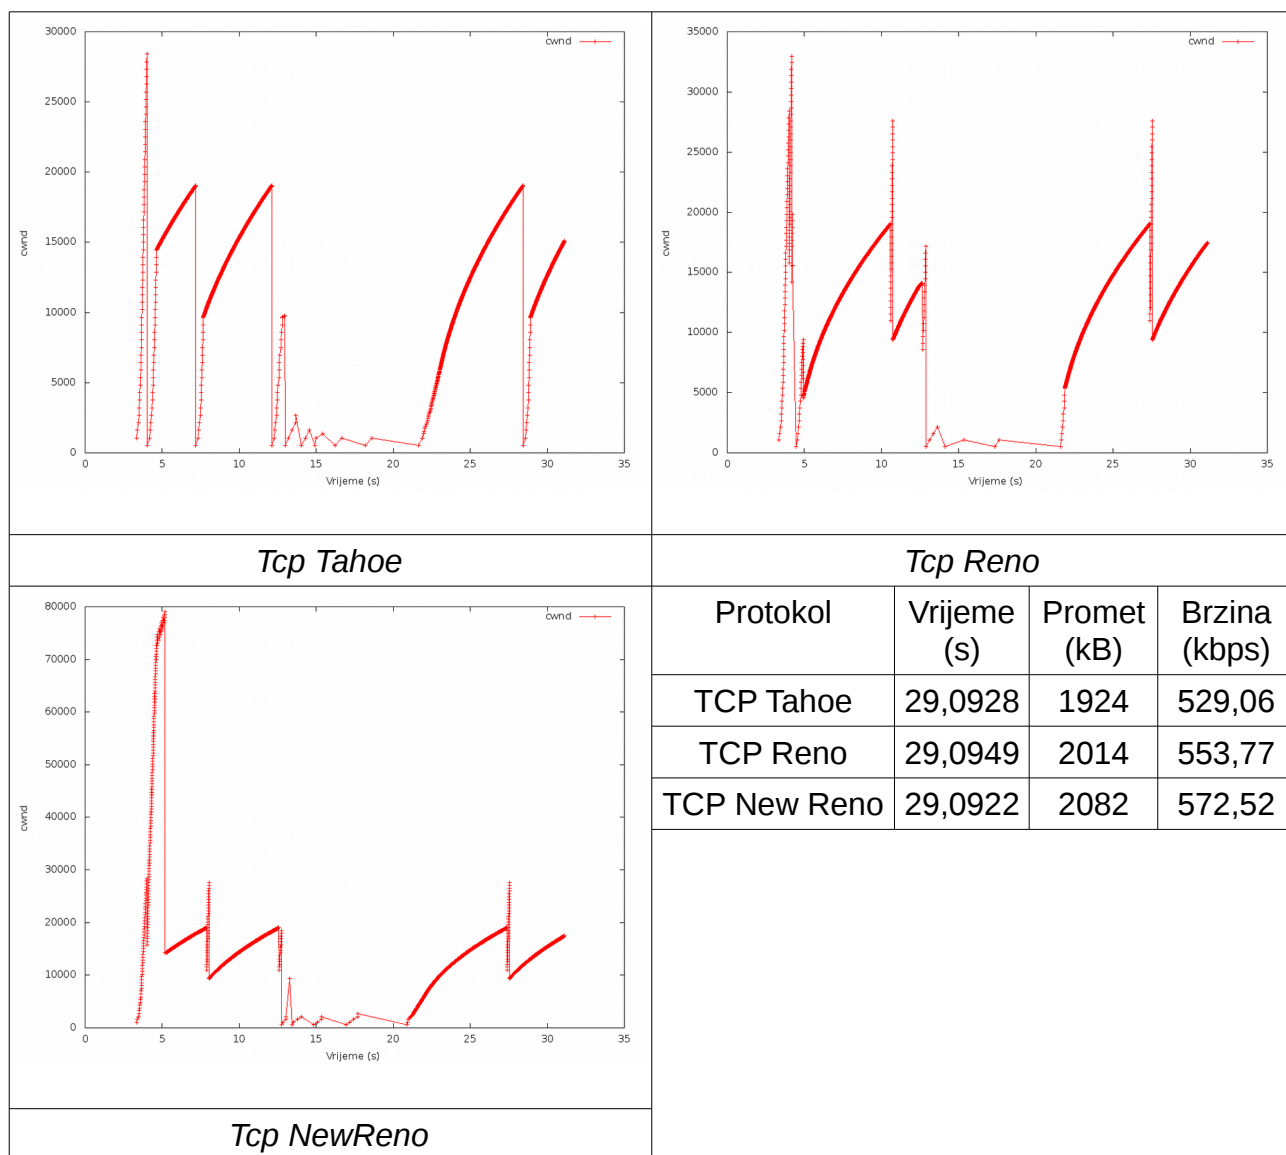 cwnd
30000
25000
20000
15000
10000
5000
0
cwnd
0 5 10 15 20 25 30 35
Vrijeme (s)
Tcp Tahoe
cwnd
35000
30000
25000
20000
15000
10000
5000
0
cwnd
0 5 10 15 20 25 30 35
Vrijeme (s)
Tcp Reno
cwnd
80000
70000
60000
50000
40000
30000
20000
10000
0
cwnd
0 5 10 15 20 25 30 35
Vrijeme (s)
Tcp NewReno
Protokol Vrijeme Promet Brzina
(s) (kB) (kbps)
TCP Tahoe 29,0928 1924 529,06
TCP Reno 29,0949 2014 553,77
TCP New Reno 29,0922 2082 572,52